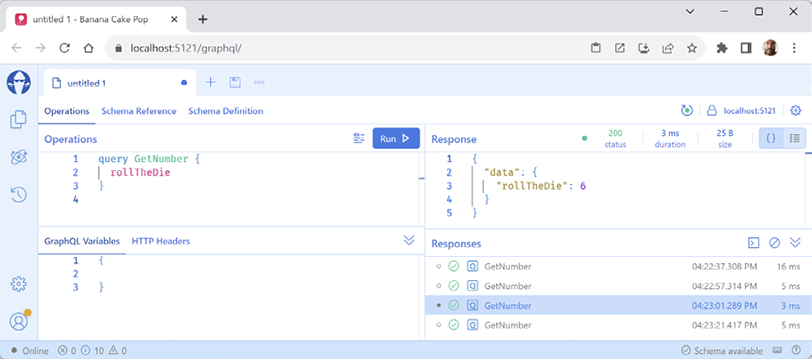 untitled 1 - Banana Cake Pop
localhost:5121/graphql/
untitled 1
Operations Schema Reference Schema Definition
localhost:5121
Operations
Run
1 query GetNumber {
2 rollTheDie
3 }
4
GraphQL Variables HTTP Headers
1 {
2
3 }
Response
200 3 ms 25 B
status duration size
{}
1 {
2 "data": {
3 "rollTheDie": 6
4 }
5 }
Responses
Q GetNumber 04:22:37.308 PM 16 ms
Q GetNumber 04:22:57.314 PM 5 ms
Q GetNumber 04:23:01.289 PM 3 ms
Q GetNumber 04:23:21.417 PM 5 ms
Online 0 10 0
Schema available